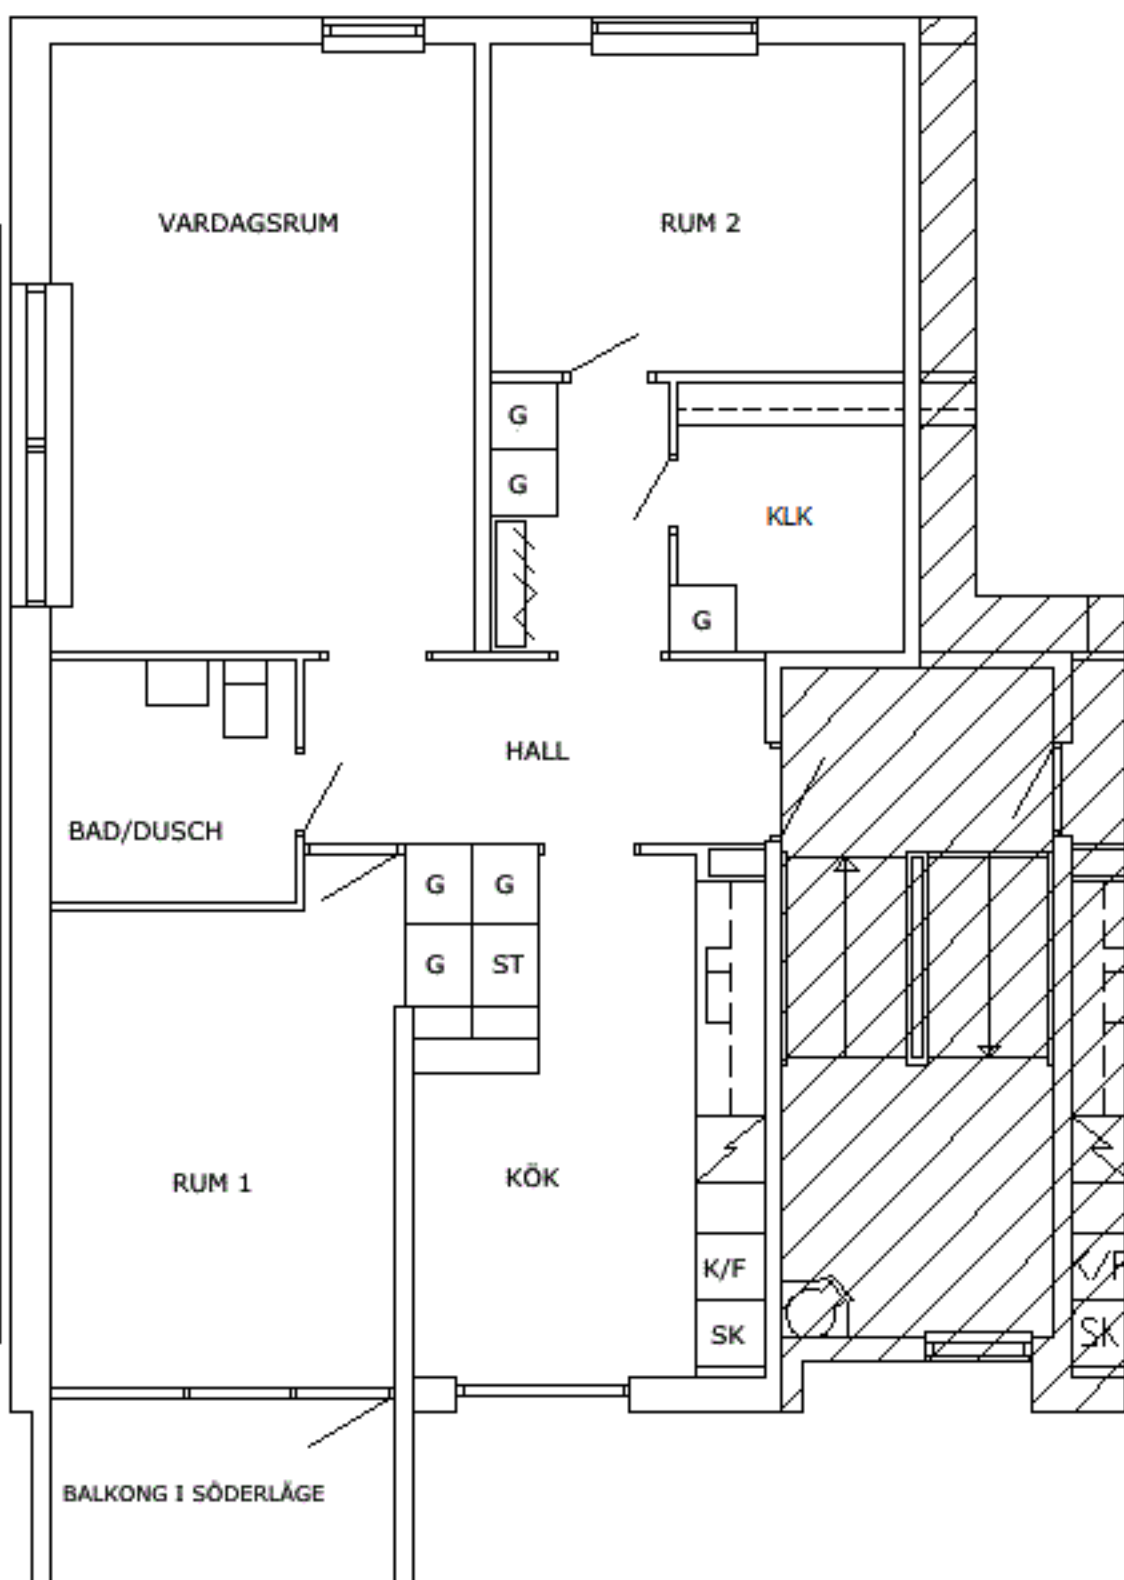 VARDAGSRUM
RUM 2
G
G
KLK
G
HALL
BAD/DUSCH
G G
G ST
RUM 1
KÖK
K/F
K/F
SK
SK
BALKONG I SÖDERLÄGE